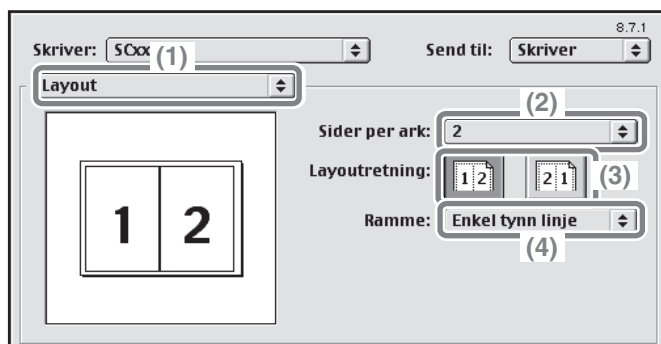 8.7.1
Skriver: SCxx Send til: Skriver
(1)
Layout
(2)
Sider per ark: 2
Layoutretning: 1 2 2 1 (3)
Ramme: Enkel tynn linje
(4)
1 2